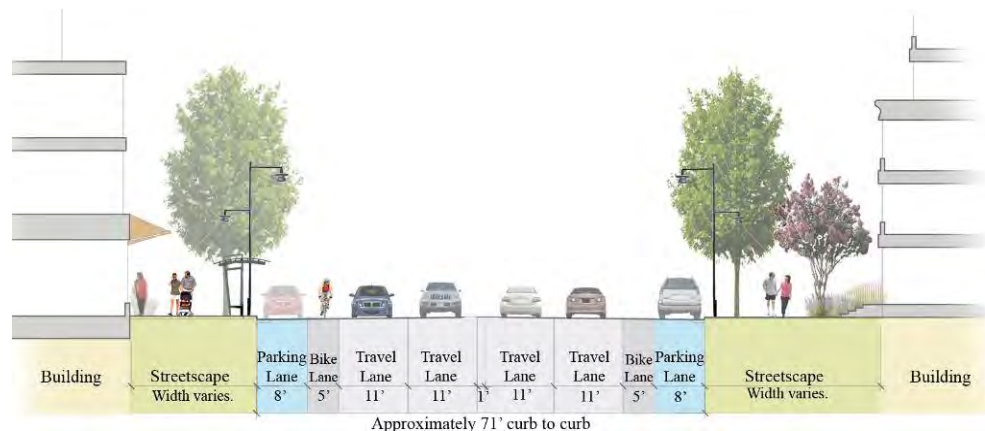 Building
Streetscape
Width varies.
Parking Lane
8'
Bike Lane
5'
Travel Lane
11'
Travel Lane
11'
1'
Travel Lane
11'
Travel Lane
11'
Bike Lane
5'
Parking Lane
8'
Streetscape
Width varies.
Building
Approximately 71' curb to curb